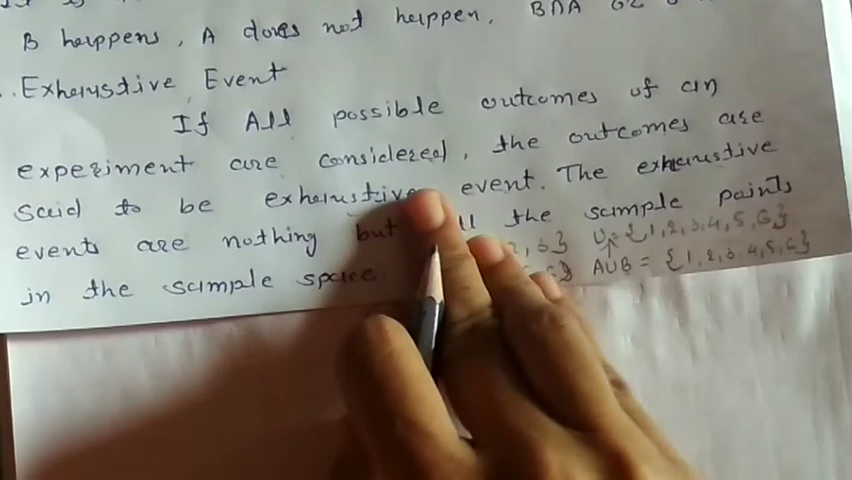 B happens, A does not happen. B∩A
Exhaustive Event
If All possible outcomes of an
experiment are considered, the outcomes are
said to be exhaustive event. The exhaustive
events are nothing but the sample points
2, 3} U = {1, 2, 3, 4, 5, 6}
in the sample space. AUB = {1, 2, 3, 4, 5, 6}